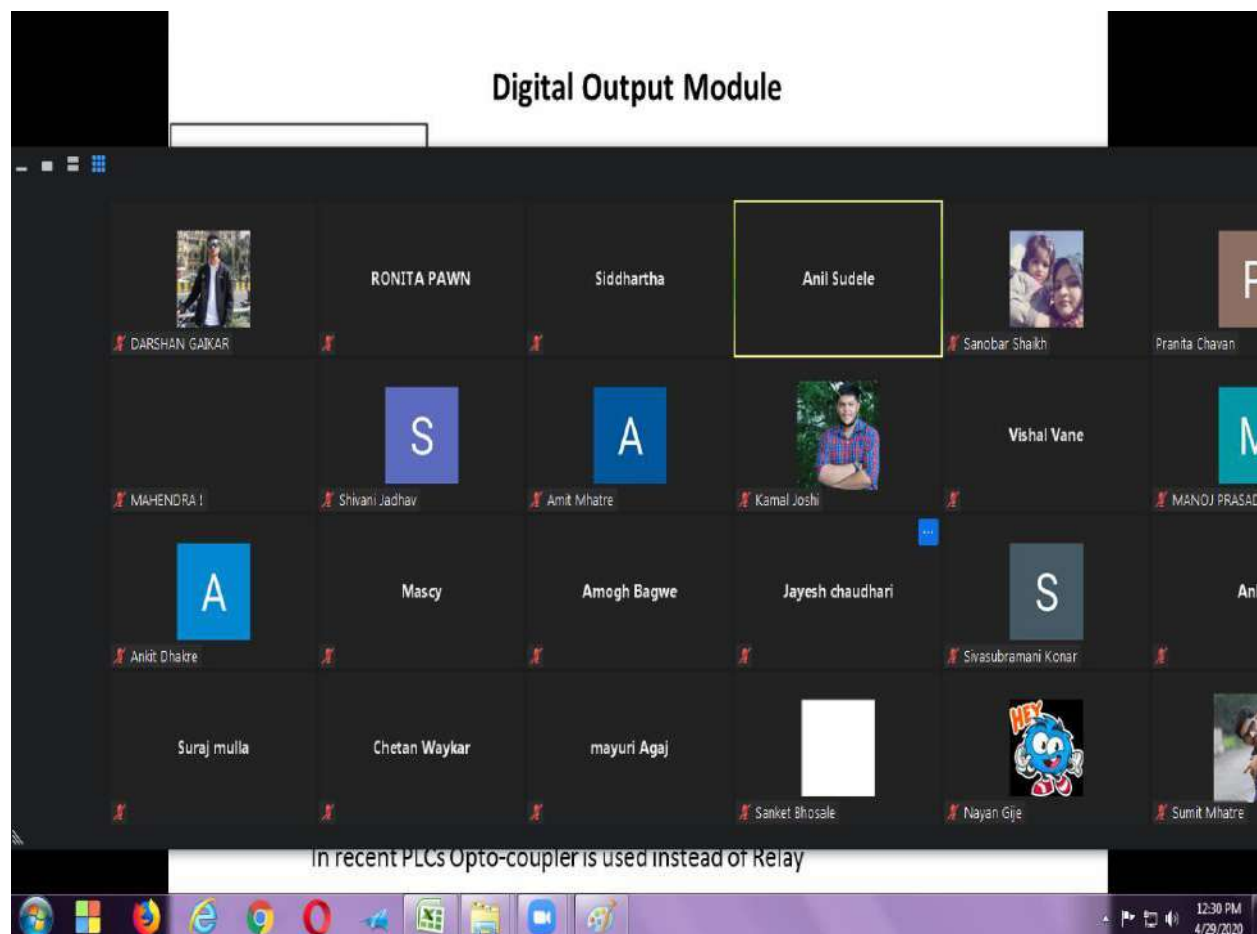 Digital Output Module
RONITA PAWN
Siddhartha
Anil Sudele
P
DARSHAN GAIKAR
Sanobar Shaikh
Pranita Chavan
S
A
Vishal Vane
M
MAHENDRA !
Shivani Jadhav
Amit Mhatre
Kamal Joshi
MANOJ PRASAD
A
Mascy
Amogh Bagwe
Jayesh chaudhari
S
Ani
Ankit Dhakre
Sivasubramani Konar
Suraj mulla
Chetan Waykar
mayuri Agaj
HEY
Sanket Bhosale
Nayan Gije
Sumit Mhatre
In recent PLCs Opto-coupler is used instead of Relay
12:30 PM
4/29/2020